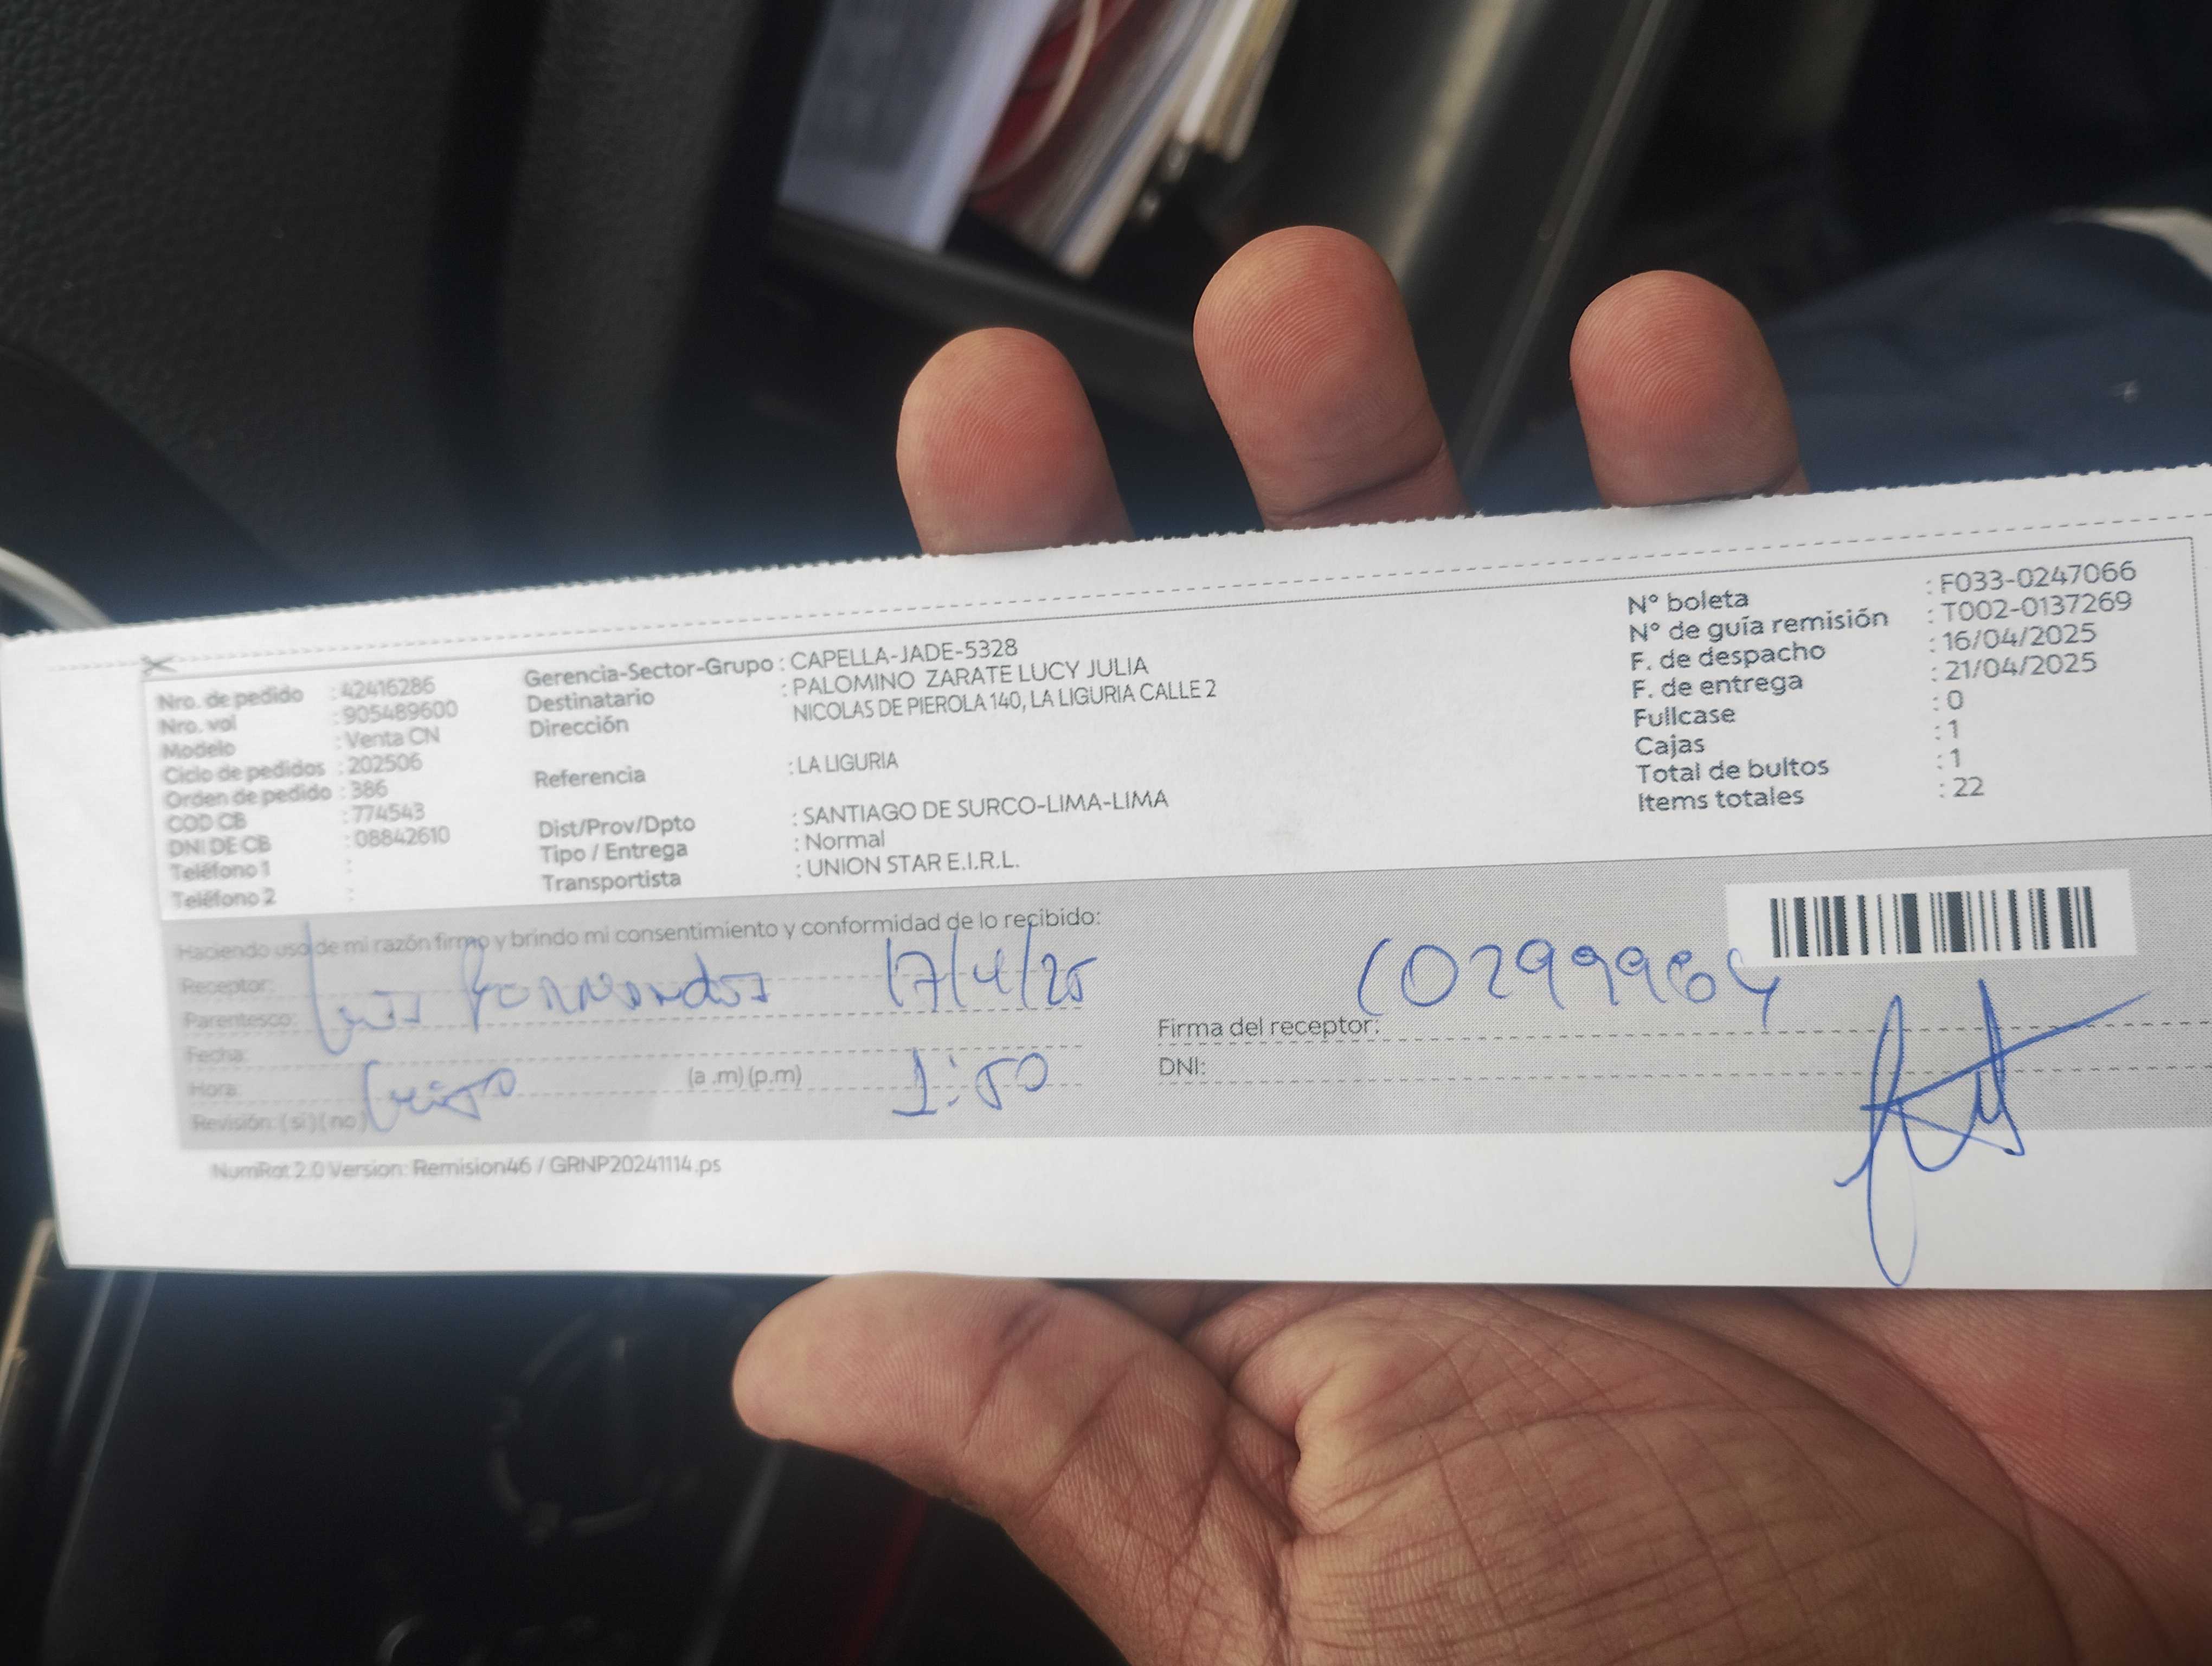 Nro. de pedido : 42416286
Nro. vol : 905489600
Modelo : Venta CN
Ciclo de pedidos : 202506
Orden de pedido : 386
COD CB : 774543
DNI DE CB : 08842610
Teléfono 1 :
Teléfono 2 :
Gerencia-Sector-Grupo : CAPELLA-JADE-5328
Destinatario : PALOMINO ZARATE LUCY JULIA
Dirección NICOLAS DE PIEROLA 140, LA LIGURIA CALLE 2
Referencia : LA LIGURIA
Dist/Prov/Dpto : SANTIAGO DE SURCO-LIMA-LIMA
Tipo / Entrega : Normal
Transportista : UNION STAR E.I.R.L.
N° boleta : F033-0247066
N° de guía remisión : T002-0137269
F. de despacho : 16/04/2025
F. de entrega : 21/04/2025
Fullcase : 0
Cajas : 1
Total de bultos : 1
Items totales : 22
Haciendo uso de mi razón firmo y brindo mi consentimiento y conformidad de lo recibido:
Receptor: Luis 17/4/25
Parentesco:
Fecha:
Hora: (a .m) (p.m) 1:50
Revisión: ( si ) ( no )
10299964
Firma del receptor:
DNI:
NumRot 2.0 Version: Remision46 / GRNP20241114.ps